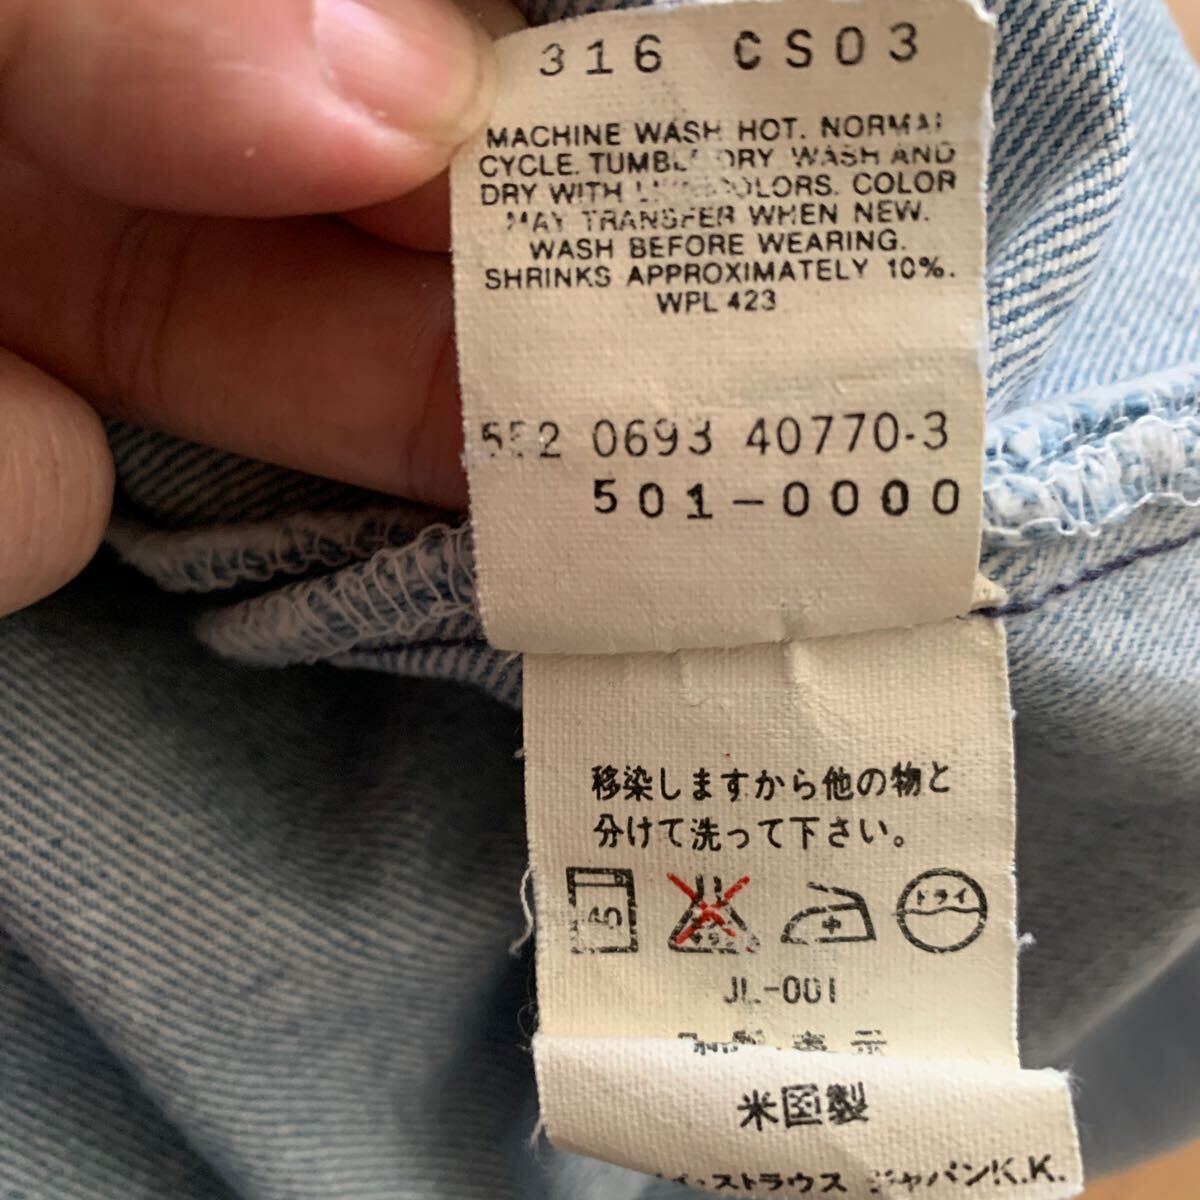 316 CS03
MACHINE WASH HOT. NORMAL
CYCLE. TUMBLE DRY WASH AND
DRY WITH COLORS. COLOR
MAY TRANSFER WHEN NEW.
WASH BEFORE WEARING.
SHRINKS APPROXIMATELY 10%.
WPL 423
552 0693 40770-3
501-0000
移染しますから他の物と
分けて洗って下さい。
40 ドライ
JL-001
表示
米国製
ストラウス ジャパンK.K.